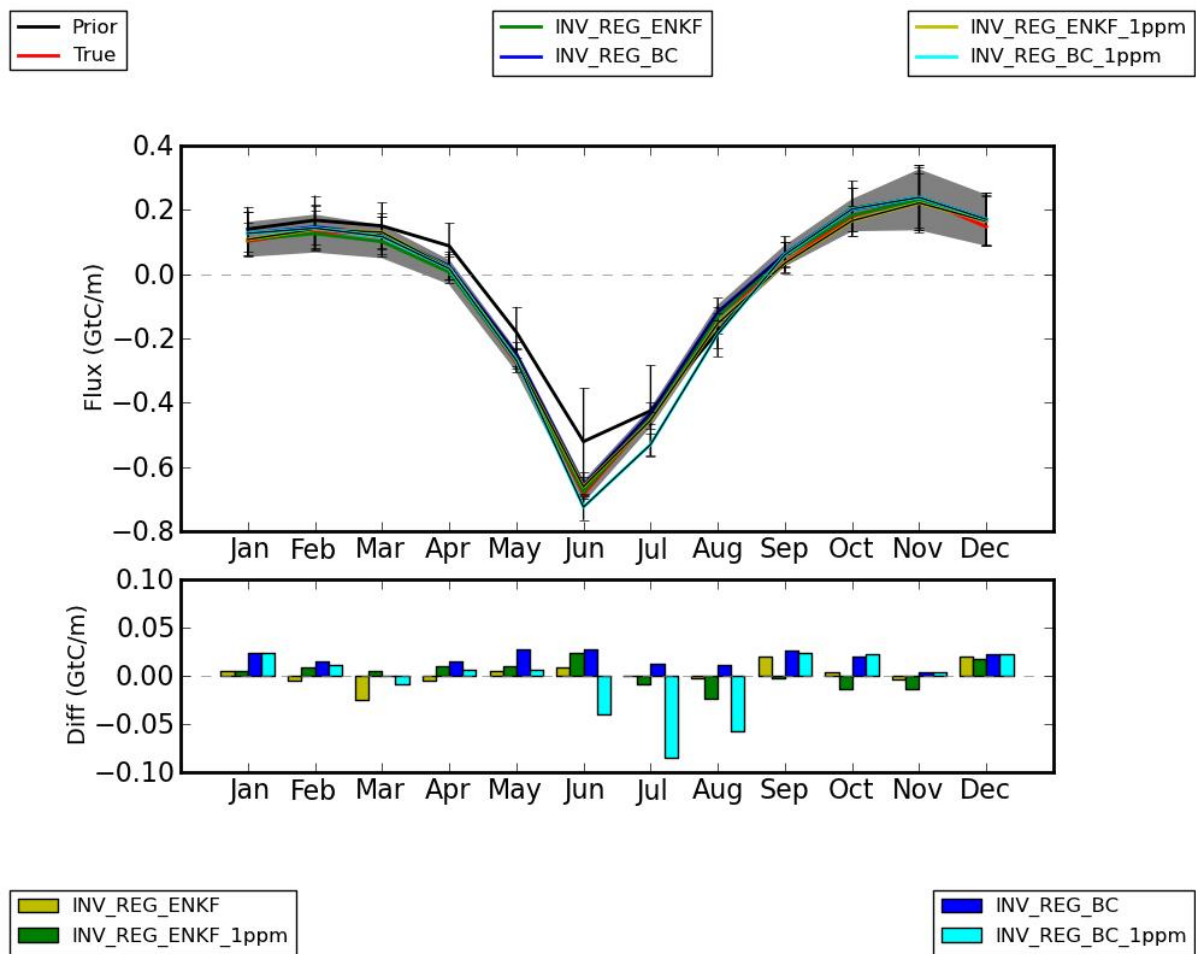 Prior
True
INV_REG_ENKF
INV_REG_BC
INV_REG_ENKF_1ppm
INV_REG_BC_1ppm
Flux (GtC/m)
0.4
0.2
0.0
−0.2
−0.4
−0.6
−0.8
Jan Feb Mar Apr May Jun Jul Aug Sep Oct Nov Dec
Diff (GtC/m)
0.10
0.05
0.00
−0.05
−0.10
Jan Feb Mar Apr May Jun Jul Aug Sep Oct Nov Dec
INV_REG_ENKF
INV_REG_ENKF_1ppm
INV_REG_BC
INV_REG_BC_1ppm